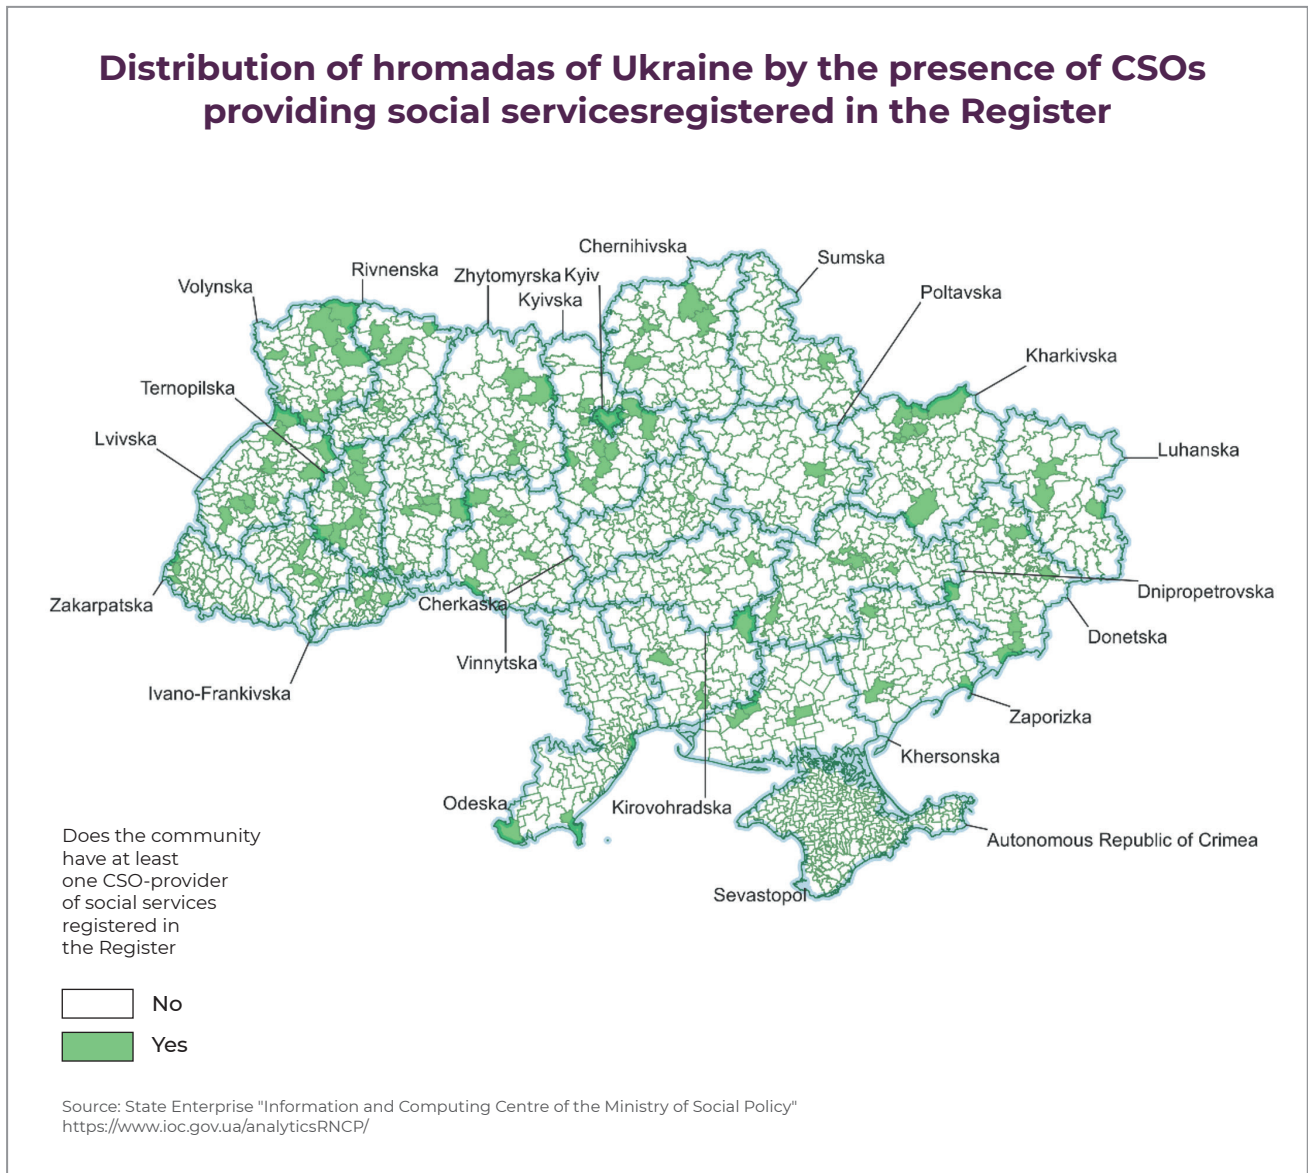 Distribution of hromadas of Ukraine by the presence of CSOs
providing social servicesregistered in the Register
Chernihivska
Sumska
Rivnenska
Zhytomyrska
Kyiv
Volynska
Kyivska
Poltavska
Kharkivska
Ternopilska
Lvivska
Luhanska
Zakarpatska
Cherkaska
Dnipropetrovska
Donetska
Vinnytska
Ivano-Frankivska
Zaporizka
Khersonska
Odeska
Kirovohradska
Autonomous Republic of Crimea
Sevastopol
Does the community
have at least
one CSO-provider
of social services
registered in
the Register
No
Yes
Source: State Enterprise "Information and Computing Centre of the Ministry of Social Policy"
https://www.ioc.gov.ua/analyticsRNCP/